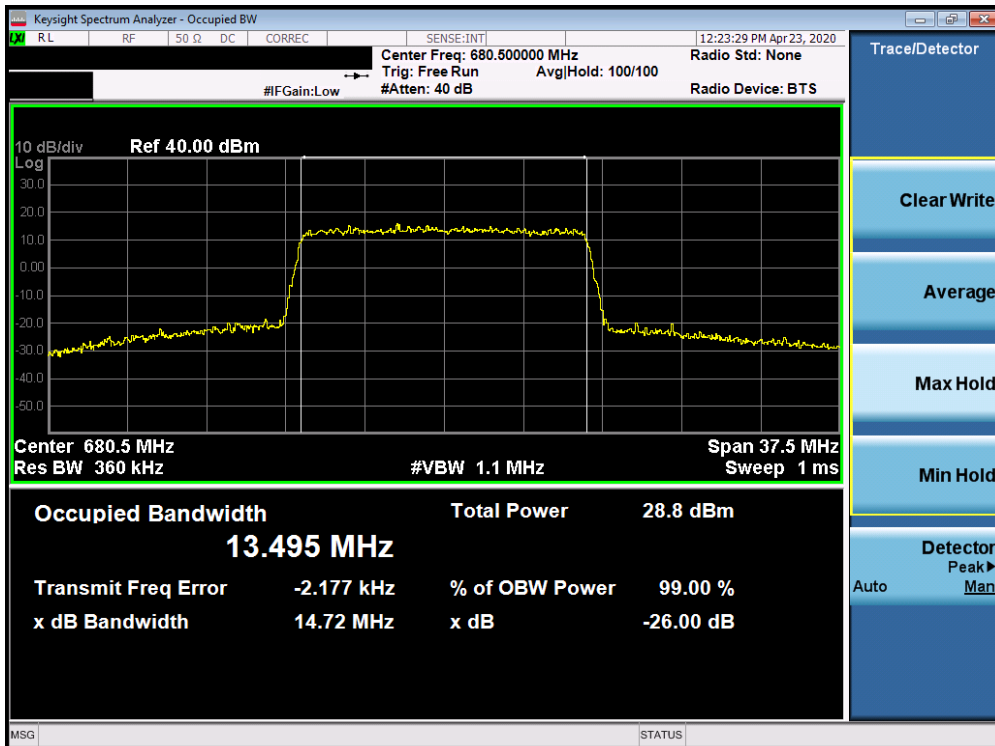 Keysight Spectrum Analyzer - Occupied BW
LXI RL RF 50 Ω DC CORREC SENSE:INT 12:23:29 PM Apr 23, 2020
Center Freq: 680.500000 MHz Radio Std: None
Trig: Free Run Avg|Hold: 100/100
#IFGain:Low #Atten: 40 dB Radio Device: BTS
10 dB/div Ref 40.00 dBm
Log
30.0
20.0
10.0
0.00
-10.0
-20.0
-30.0
-40.0
-50.0
Center 680.5 MHz Span 37.5 MHz
Res BW 360 kHz #VBW 1.1 MHz Sweep 1 ms
Occupied Bandwidth Total Power 28.8 dBm
13.495 MHz
Transmit Freq Error -2.177 kHz % of OBW Power 99.00 %
x dB Bandwidth 14.72 MHz x dB -26.00 dB
MSG STATUS
Trace/Detector
Clear Write
Average
Max Hold
Min Hold
Detector
Peak▶
Auto Man